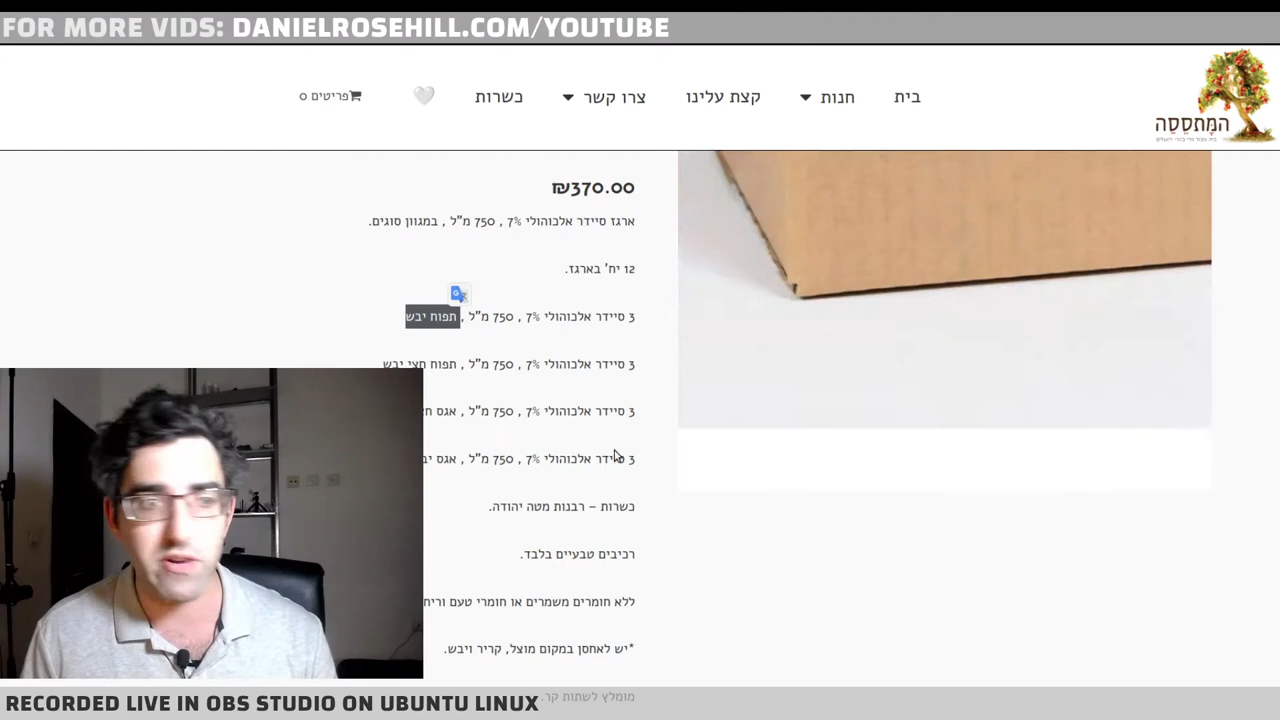 FOR MORE VIDS: DANIELROSEHILL.COM/YOUTUBE
בית
חנות
קצת עלינו
צרו קשר
כשרות
פריטים 0
המתססה
₪370.00
ארגז סיידר אלכוהולי 7% , 750 מ"ל , במגוון סוגים.
12 יח' בארגז.
3 סיידר אלכוהולי 7% , 750 מ"ל , תפוח יבש
3 סיידר אלכוהולי 7% , 750 מ"ל , תפוח חצי יבש
3 סיידר אלכוהולי 7% , 750 מ"ל , אגס
3 סיידר אלכוהולי 7% , 750 מ"ל , אגס
כשרות – רבנות מטה יהודה.
רכיבים טבעיים בלבד.
ללא חומרים משמרים או חומרי טעם וריח
*יש לאחסן במקום מוצל, קריר ויבש.
מומלץ לשתות קר.
RECORDED LIVE IN OBS STUDIO ON UBUNTU LINUX